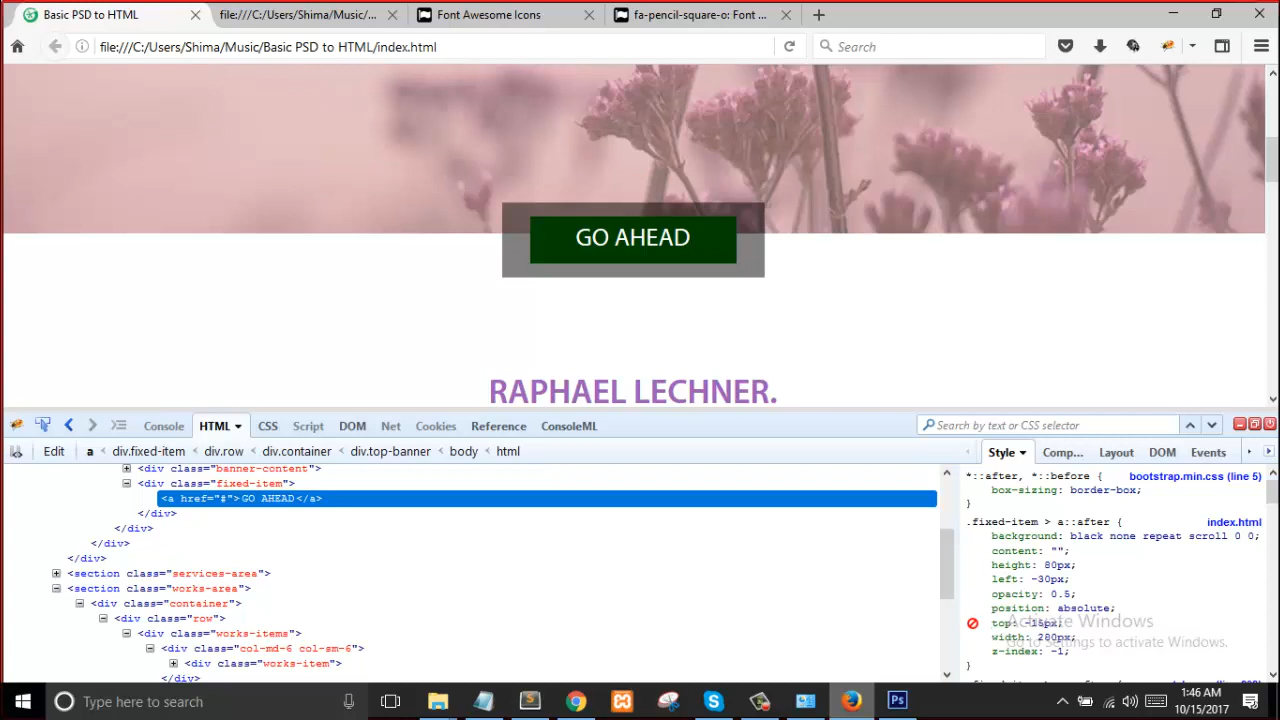 Basic PSD to HTML
file:///C:/Users/Shima/Music/...
Font Awesome Icons
fa-pencil-square-o: Font ...
file:///C:/Users/Shima/Music/Basic PSD to HTML/index.html
Search
GO AHEAD
RAPHAEL LECHNER.
Console
HTML
CSS
Script
DOM
Net
Cookies
Reference
ConsoleML
Search by text or CSS selector
Edit
a < div.fixed-item < div.row < div.container < div.top-banner < body < html
Style
Comp...
Layout
DOM
Events
<div class="banner-content">
<div class="fixed-item">
<a href="#">GO AHEAD</a>
</div>
</div>
</div>
</div>
<section class="services-area">
<section class="works-area">
<div class="container">
<div class="row">
<div class="works-items">
<div class="col-md-6 col-sm-6">
<div class="works-item">
</div>
*::after, *::before {
bootstrap.min.css (line 5)
box-sizing: border-box;
}
.fixed-item > a::after {
index.html
background: black none repeat scroll 0 0;
content: "";
height: 80px;
left: -30px;
opacity: 0.5;
position: absolute;
top: -15px;
width: 280px;
z-index: -1;
}
Activate Windows
Go to Settings to activate Windows.
Type here to search
1:46 AM
10/15/2017